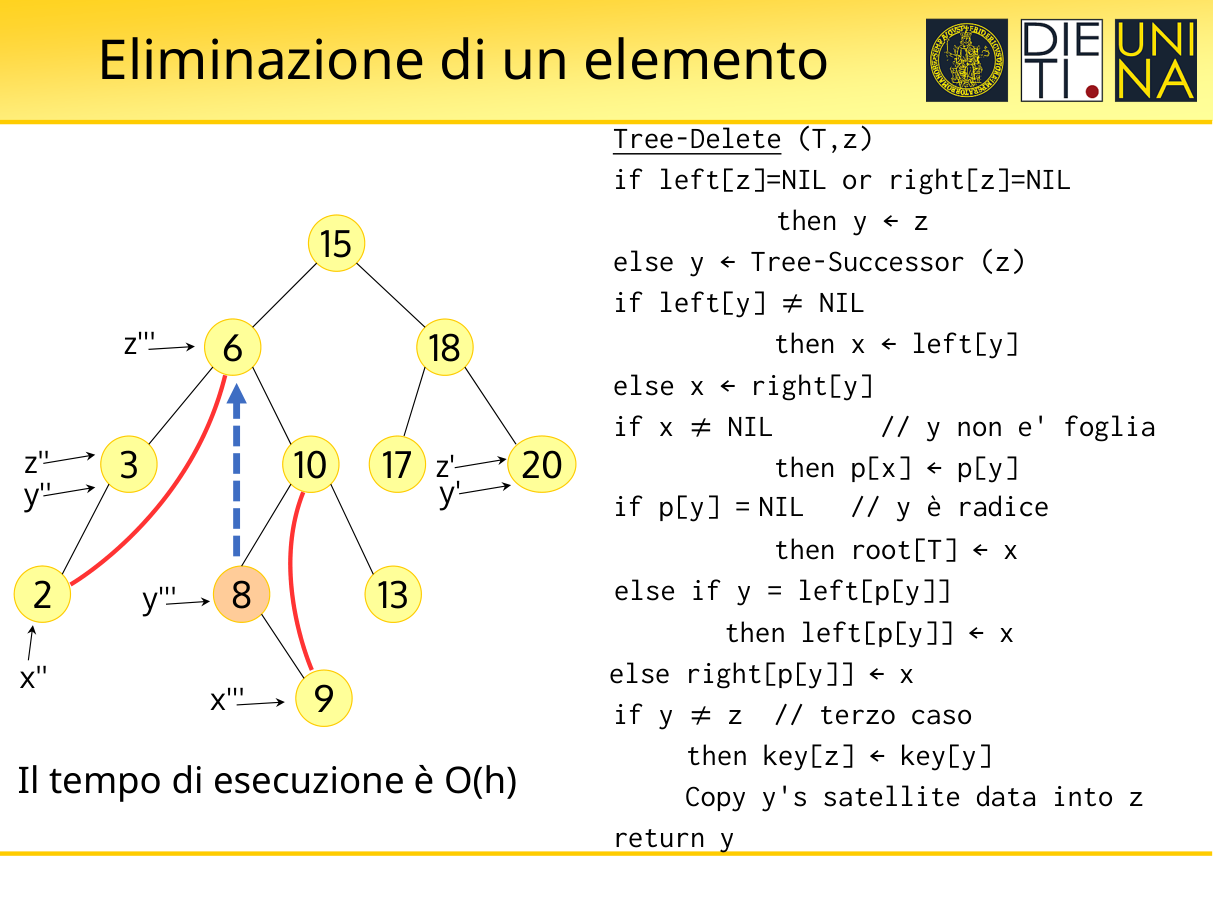 Eliminazione di un elemento
DIE
TI.
UNI
NA
Tree-Delete (T,z)
if left[z]=NIL or right[z]=NIL
then y ← z
else y ← Tree-Successor (z)
if left[y] ≠ NIL
then x ← left[y]
else x ← right[y]
if x ≠ NIL // y non e' foglia
then p[x] ← p[y]
if p[y] = NIL // y è radice
then root[T] ← x
else if y = left[p[y]]
then left[p[y]] ← x
else right[p[y]] ← x
if y ≠ z // terzo caso
then key[z] ← key[y]
Copy y's satellite data into z
return y
15
z''' 6 18
z'' 3 10 17 z' 20
y'' y'
2 y''' 8 13
x''
x''' 9
Il tempo di esecuzione è O(h)